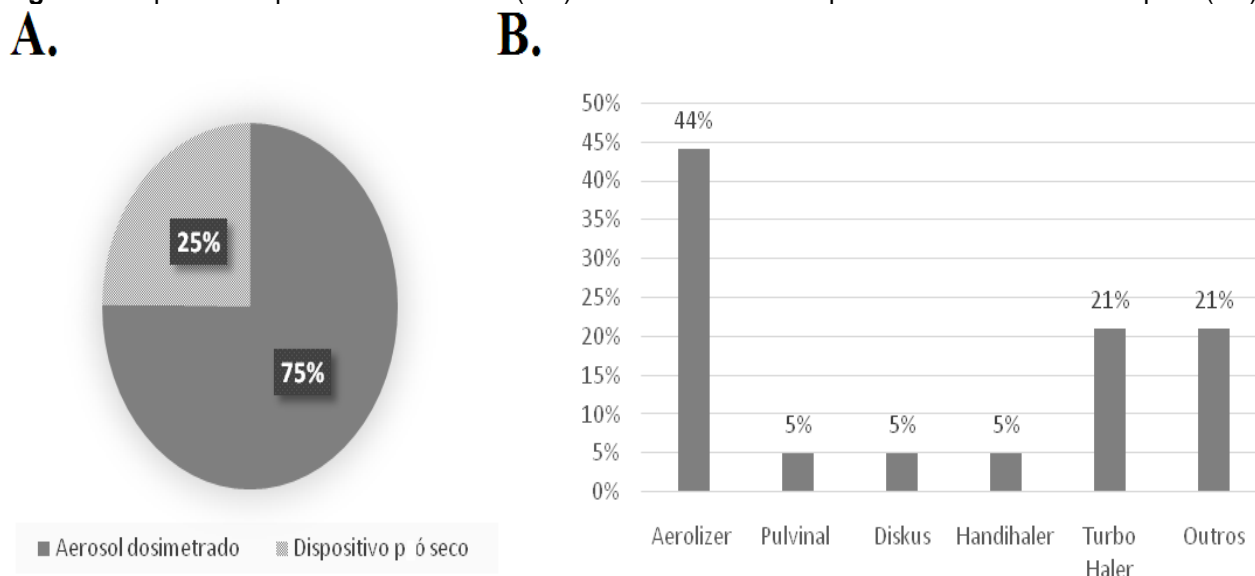 A.
B.
25%
75%
Aerosol dosimetrado
Dispositivo p ó seco
50%
45%
40%
35%
30%
25%
20%
15%
10%
5%
0%
44%
5%
5%
5%
21%
21%
Aerolizer
Pulvinal
Diskus
Handihaler
Turbo
Haler
Outros